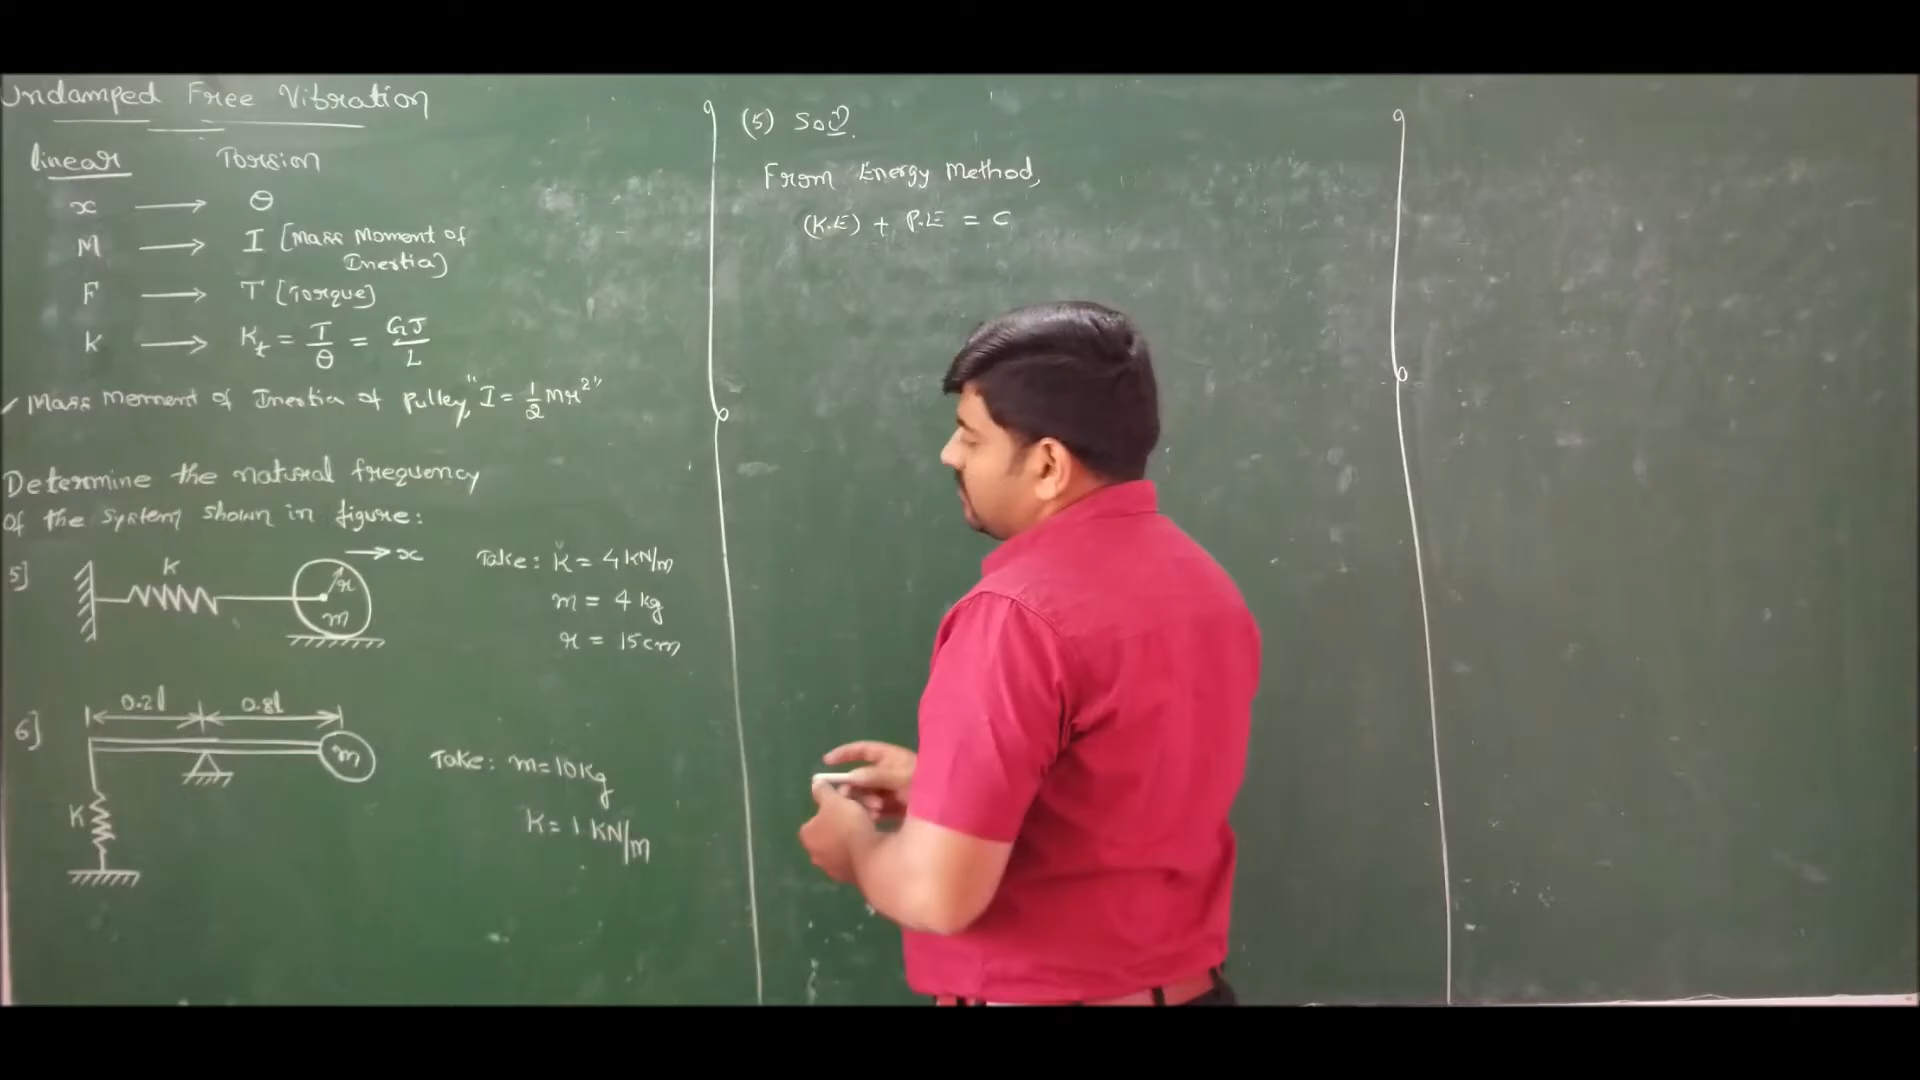 Undamped Free Vibration
linear Torsion
x → θ
M → I [Mass Moment of
Inertia]
F → T [Torque]
k → Kt = T/θ = GJ/L
✓ Mass Moment of Inertia of pulley, "I = 1/2 Mr²"
Determine the natural frequency
of the system shown in figure:
5]
K
r
m
→ x
Take: K = 4 kN/m
m = 4 kg
r = 15 cm
6]
0.2l 0.8l
m
K
Take: m = 10 Kg
K = 1 KN/m
(5) Sol.
From Energy Method,
(K.E) + P.E = C